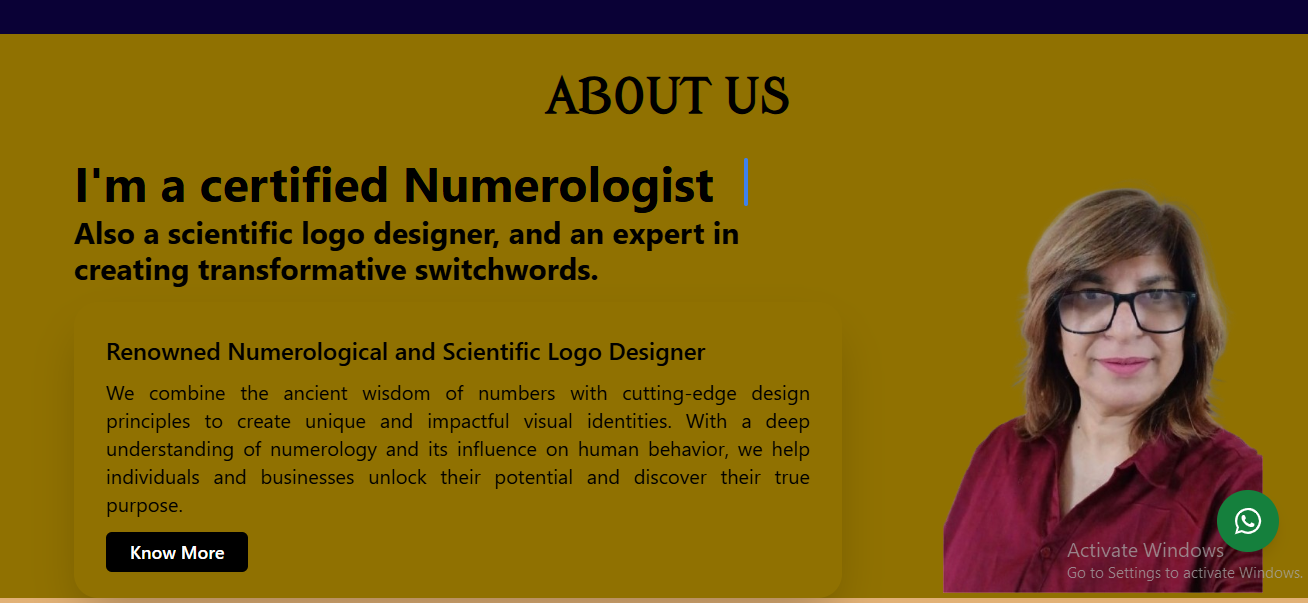 ABOUT US
I'm a certified Numerologist
Also a scientific logo designer, and an expert in
creating transformative switchwords.
Renowned Numerological and Scientific Logo Designer
We combine the ancient wisdom of numbers with cutting-edge design
principles to create unique and impactful visual identities. With a deep
understanding of numerology and its influence on human behavior, we help
individuals and businesses unlock their potential and discover their true
purpose.
Know More
Activate Windows
Go to Settings to activate Windows.